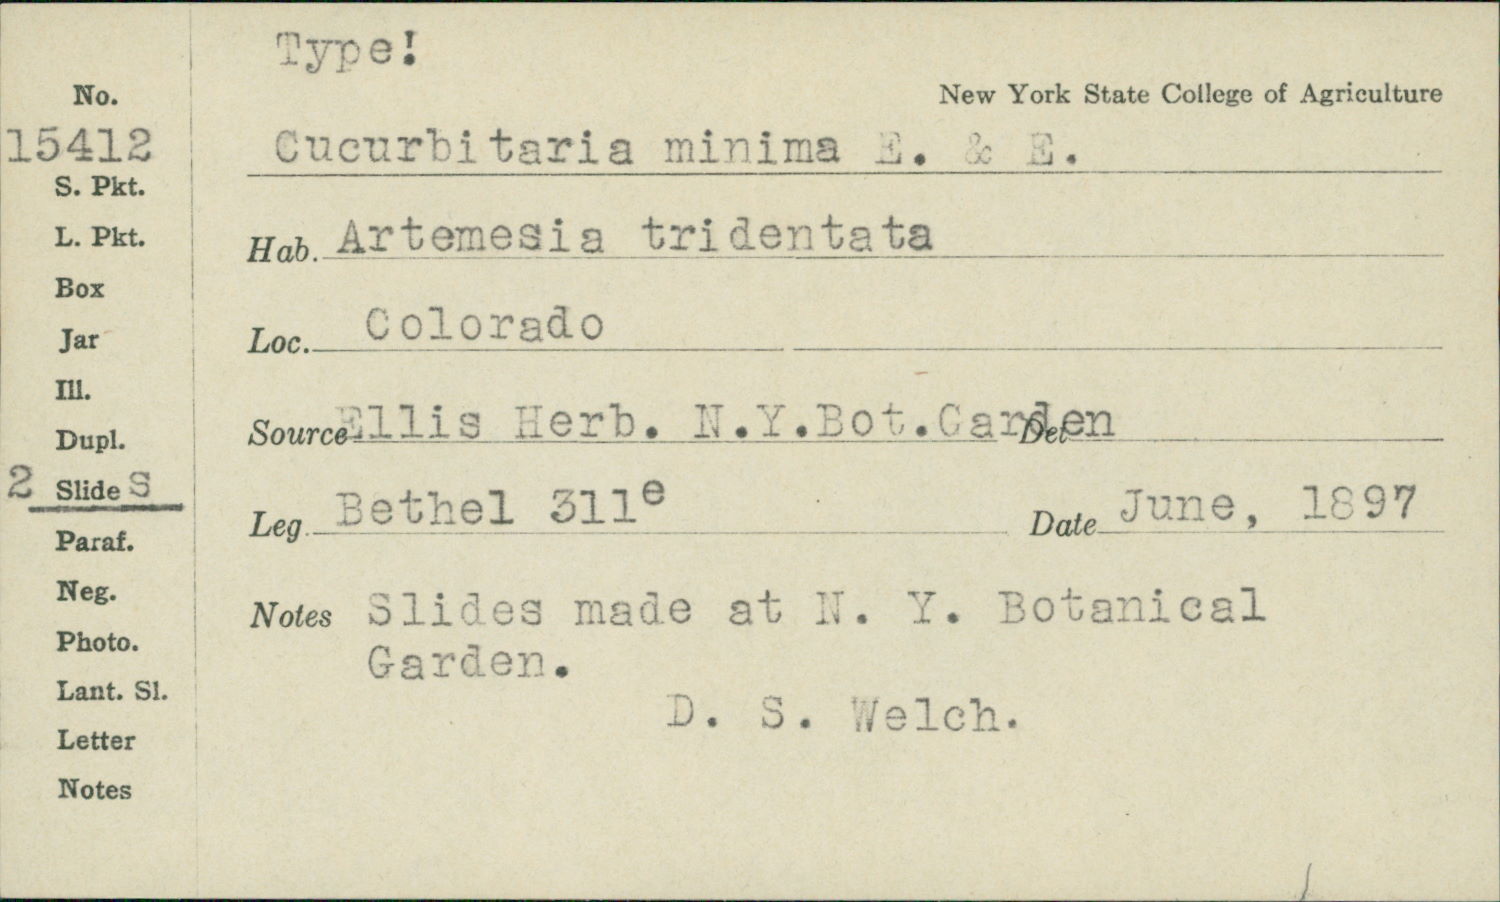 Type!
New York State College of Agriculture
No.
15412
Cucurbitaria minima E. & E.
S. Pkt.
L. Pkt.
Hab. Artemesia tridentata
Box
Loc. Colorado
Jar
Ill.
Source Ellis Herb. N.Y.Bot.Garden Det
Dupl.
2 Slide S
Leg. Bethel 311e Date June, 1897
Paraf.
Neg.
Notes Slides made at N. Y. Botanical
Garden.
Photo.
Lant. Sl.
D. S. Welch.
Letter
Notes